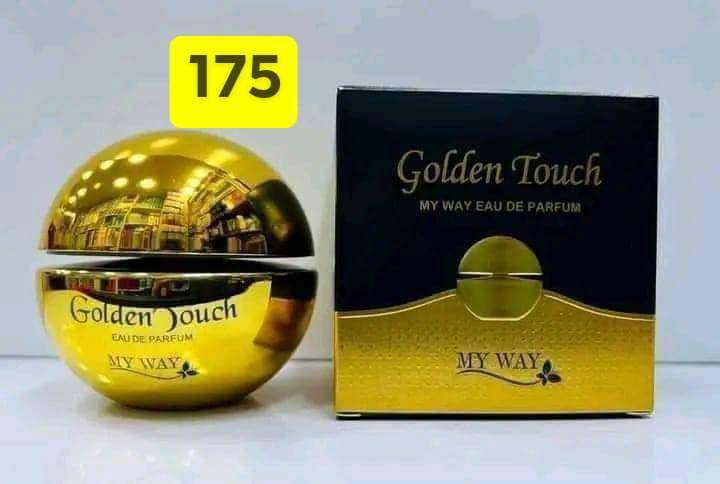 175
Golden Touch
EAU DE PARFUM
MY WAY
Golden Touch
MY WAY EAU DE PARFUM
MY WAY